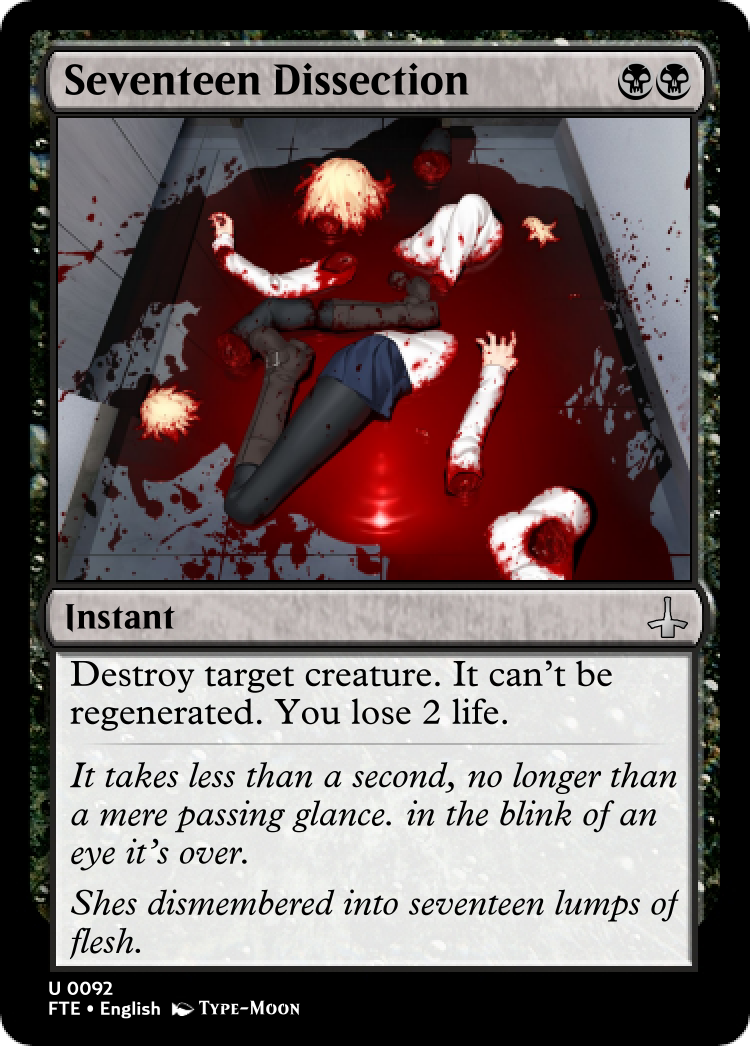 Seventeen Dissection
Instant
Destroy target creature. It can't be
regenerated. You lose 2 life.
It takes less than a second, no longer than
a mere passing glance. in the blink of an
eye it's over.
Shes dismembered into seventeen lumps of
flesh.
U 0092
FTE • English Type-Moon